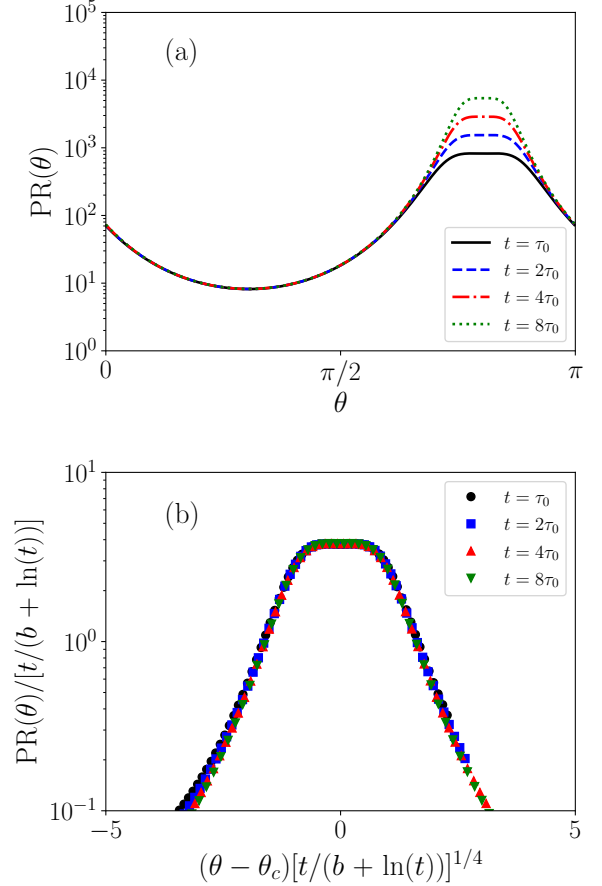 (a)
PR(θ)
10^5
10^4
10^3
10^2
10^1
10^0
t = τ_0
t = 2τ_0
t = 4τ_0
t = 8τ_0
0
π/2
π
θ
(b)
PR(θ)/[t/(b + ln(t))]
10^1
10^0
10^{−1}
t = τ_0
t = 2τ_0
t = 4τ_0
t = 8τ_0
−5
0
5
(θ − θ_c)[t/(b + ln(t))]^{1/4}